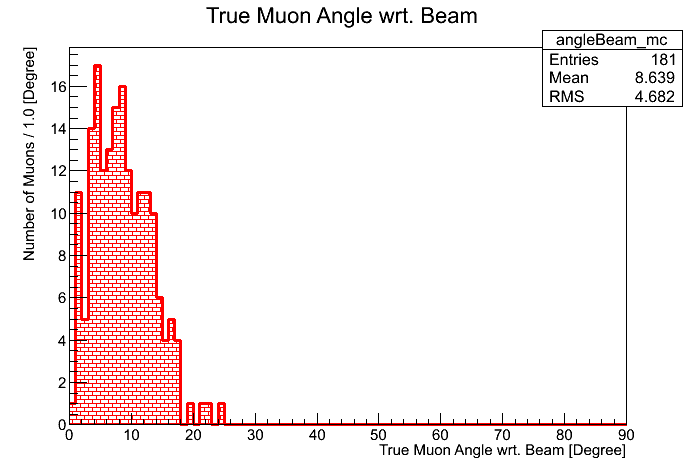 True Muon Angle wrt. Beam
angleBeam_mc
Entries 181
Mean 8.639
RMS 4.682
Number of Muons / 1.0 [Degree]
16
14
12
10
8
6
4
2
0
0 10 20 30 40 50 60 70 80 90
True Muon Angle wrt. Beam [Degree]